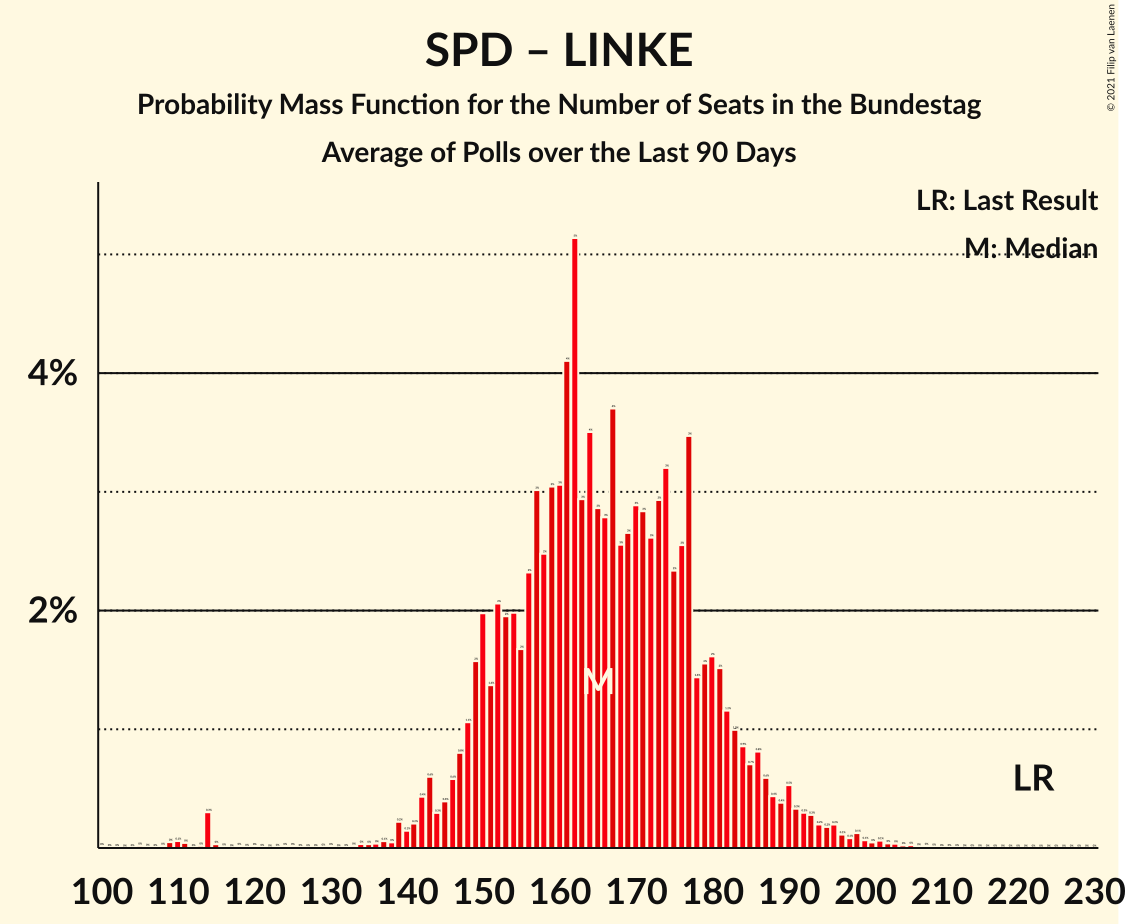 SPD – LINKE
Probability Mass Function for the Number of Seats in the Bundestag
Average of Polls over the Last 90 Days
© 2021 Filip van Laenen
LR: Last Result
M: Median
4%
2%
M
LR
100 110 120 130 140 150 160 170 180 190 200 210 220 230